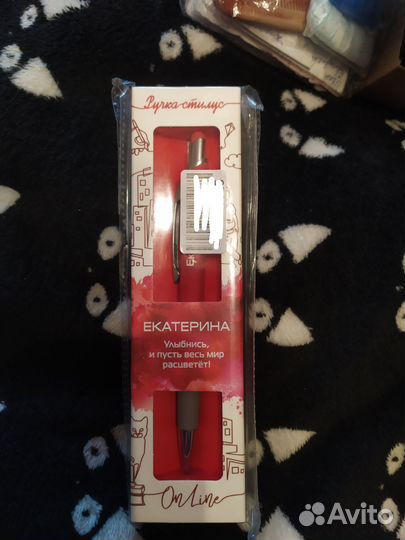 Ручка-стилус
ЕКАТЕРИНА
Улыбнись,
и пусть весь мир
расцветёт!
OnLine
Avito